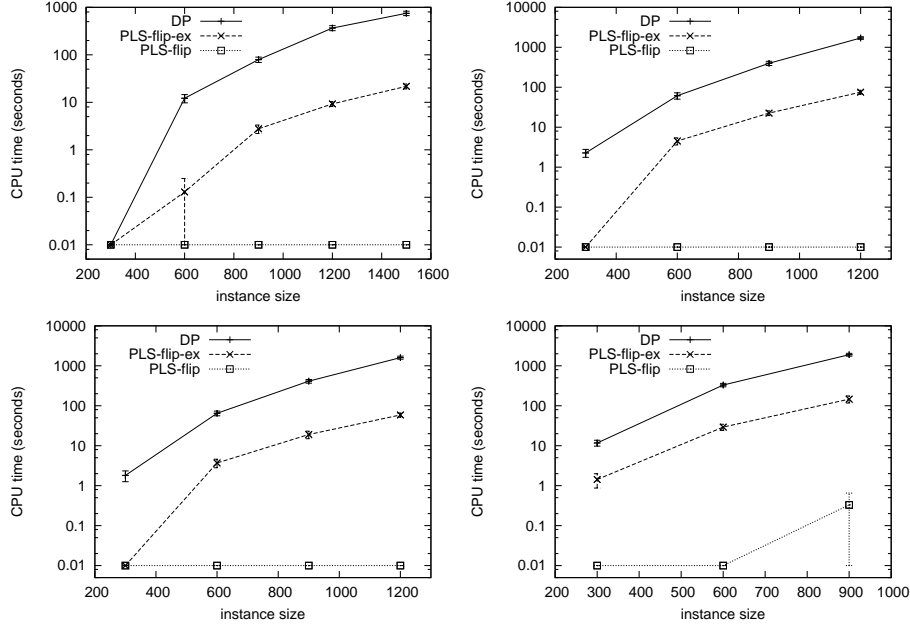 1000
100
10
1
0.1
0.01
200 400 600 800 1000 1200 1400 1600
CPU time (seconds)
instance size
DP
PLS-flip-ex
PLS-flip
10000
1000
100
10
1
0.1
0.01
200 400 600 800 1000 1200
CPU time (seconds)
instance size
DP
PLS-flip-ex
PLS-flip
10000
1000
100
10
1
0.1
0.01
200 400 600 800 1000 1200
CPU time (seconds)
instance size
DP
PLS-flip-ex
PLS-flip
10000
1000
100
10
1
0.1
0.01
200 300 400 500 600 700 800 900 1000
CPU time (seconds)
instance size
DP
PLS-flip-ex
PLS-flip